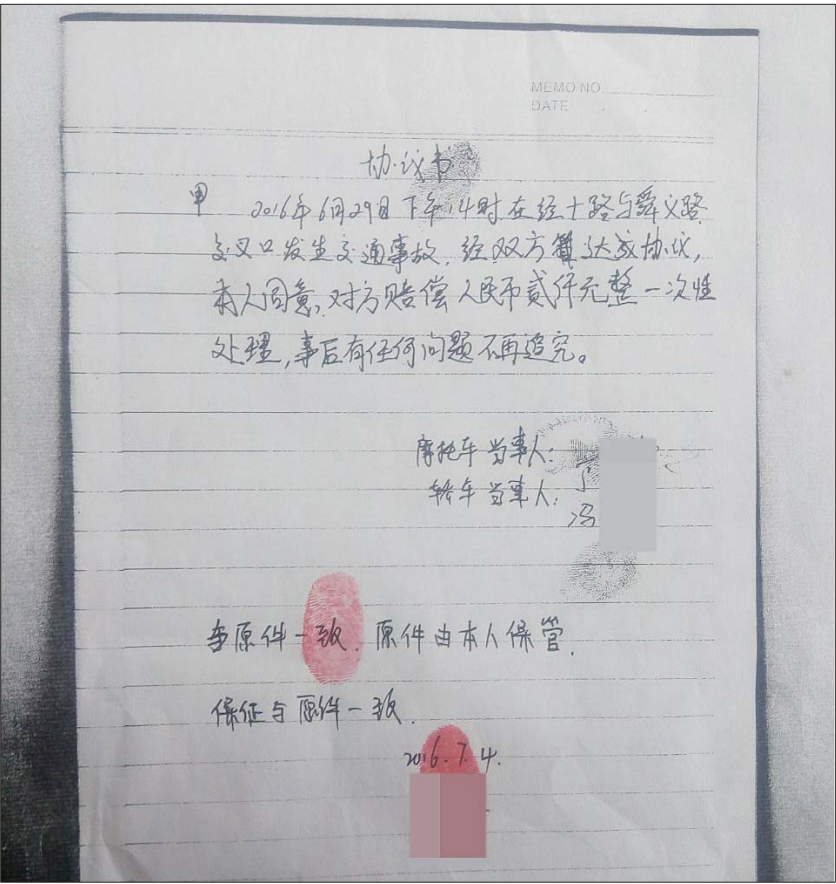 MEMO NO.
DATE
协议书
甲 2016年6月29日下午14时在经十路与舜义路
交叉口发生交通事故,经双方 达成协议,
本人同意,对方赔偿人民币贰仟元整一次性
处理,事后有任何问题不再追究。
摩托车当事人:
轿车当事人:
冯
与原件一致.原件由本人保管.
保证与原件一致.
2016.7.4.